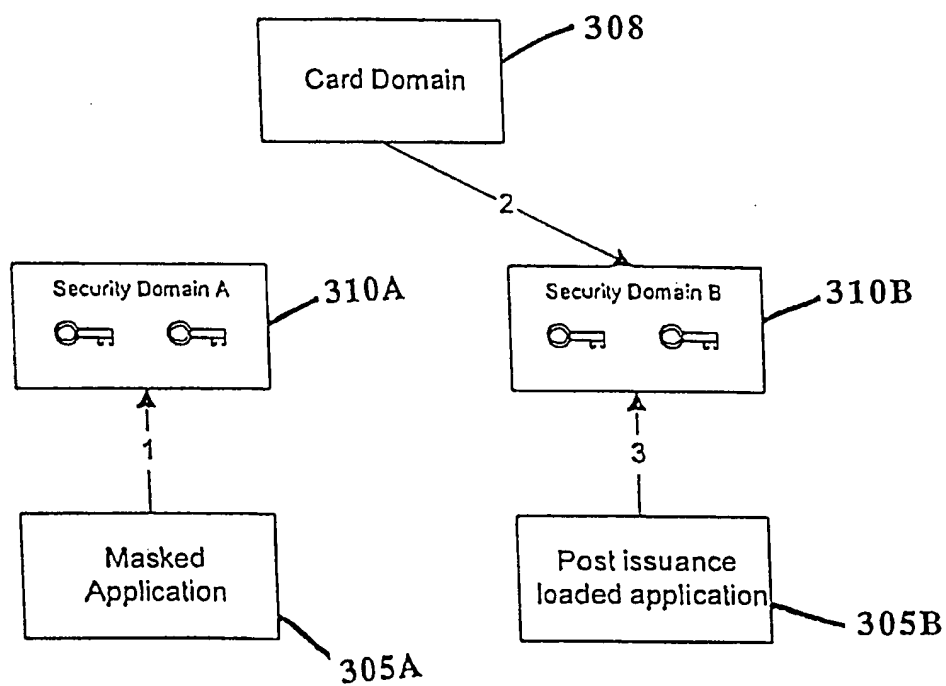 308
Card Domain
2
Security Domain A
310A
Security Domain B
310B
1
3
Masked
Application
305A
Post issuance
loaded application
305B